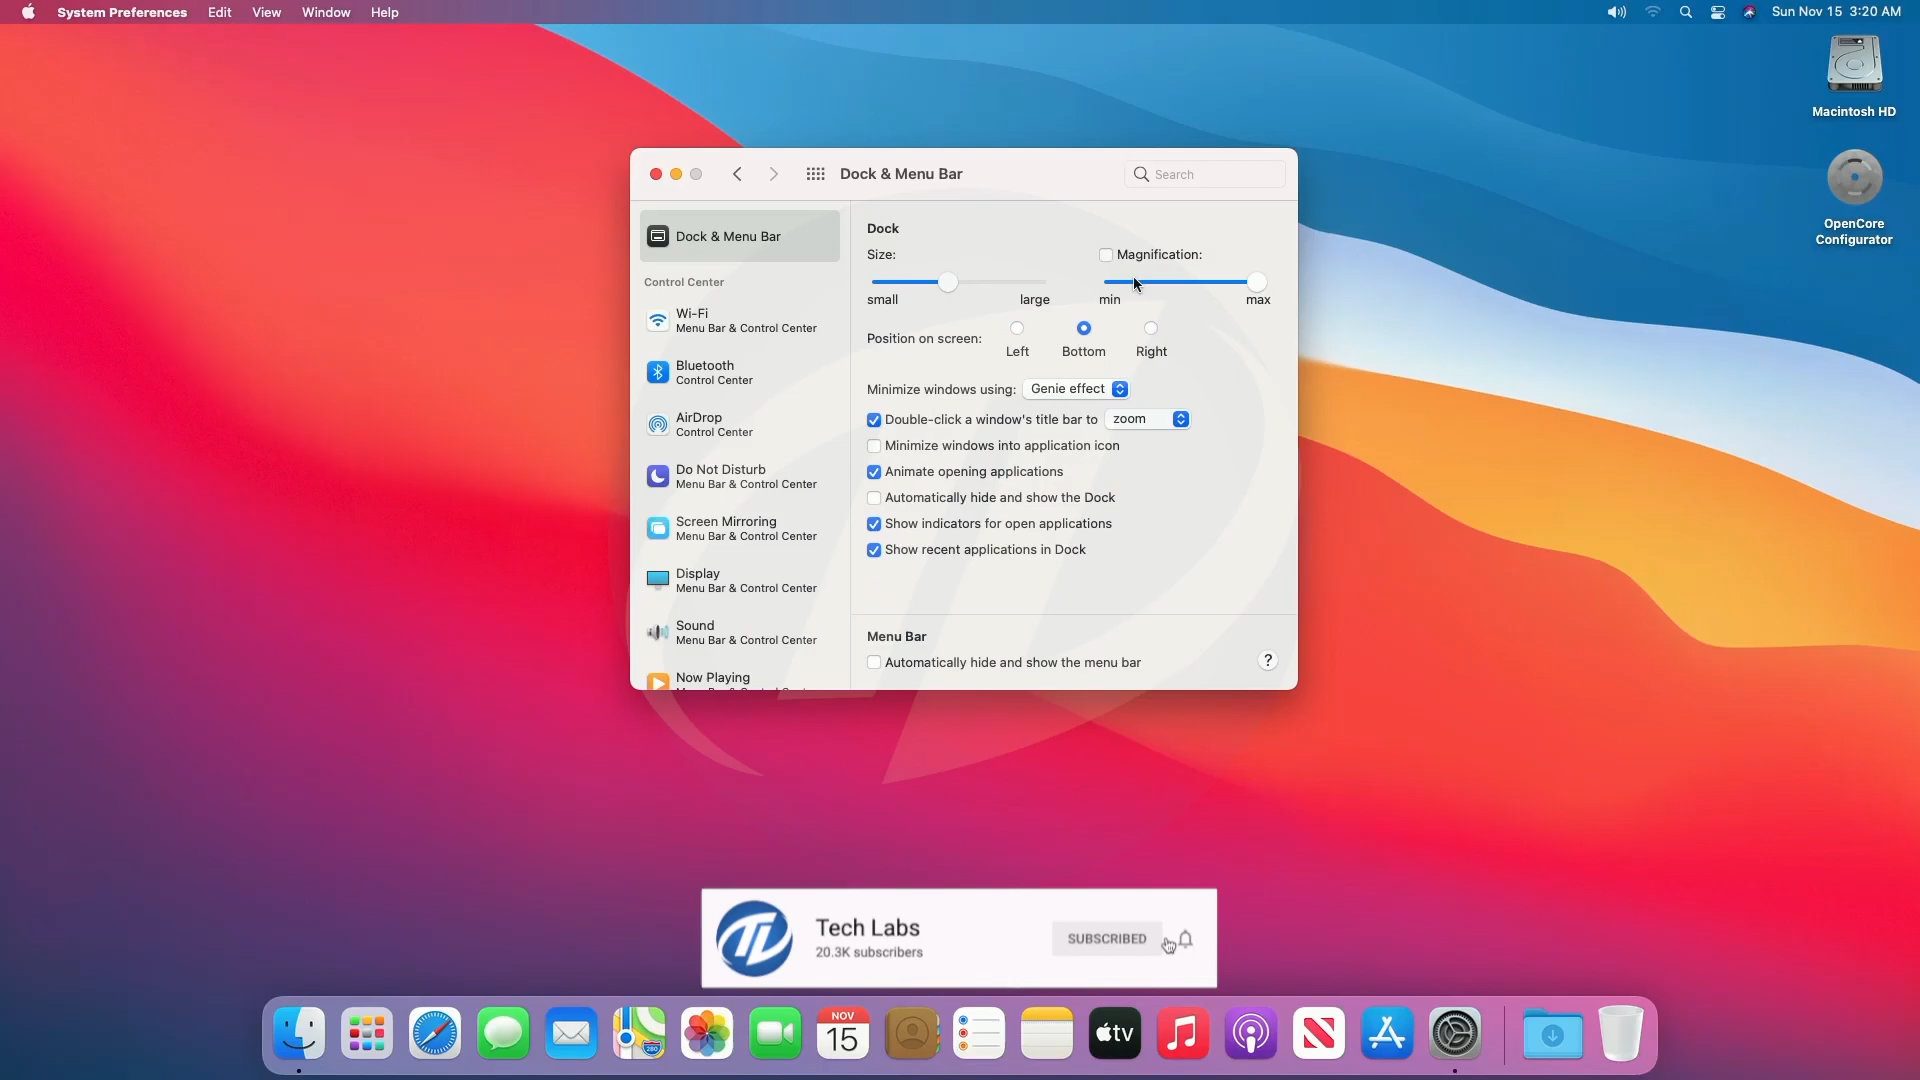 System Preferences Edit View Window Help
Sun Nov 15 3:20 AM
Macintosh HD
OpenCore
Configurator
Dock & Menu Bar
Search
Dock & Menu Bar
Control Center
Wi-Fi
Menu Bar & Control Center
Bluetooth
Control Center
AirDrop
Control Center
Do Not Disturb
Menu Bar & Control Center
Screen Mirroring
Menu Bar & Control Center
Display
Menu Bar & Control Center
Sound
Menu Bar & Control Center
Now Playing
Dock
Size:
Magnification:
small large min max
Position on screen:
Left Bottom Right
Minimize windows using: Genie effect
Double-click a window's title bar to zoom
Minimize windows into application icon
Animate opening applications
Automatically hide and show the Dock
Show indicators for open applications
Show recent applications in Dock
Menu Bar
Automatically hide and show the menu bar
?
Tech Labs
20.3K subscribers
SUBSCRIBED
280
NOV
15
tv